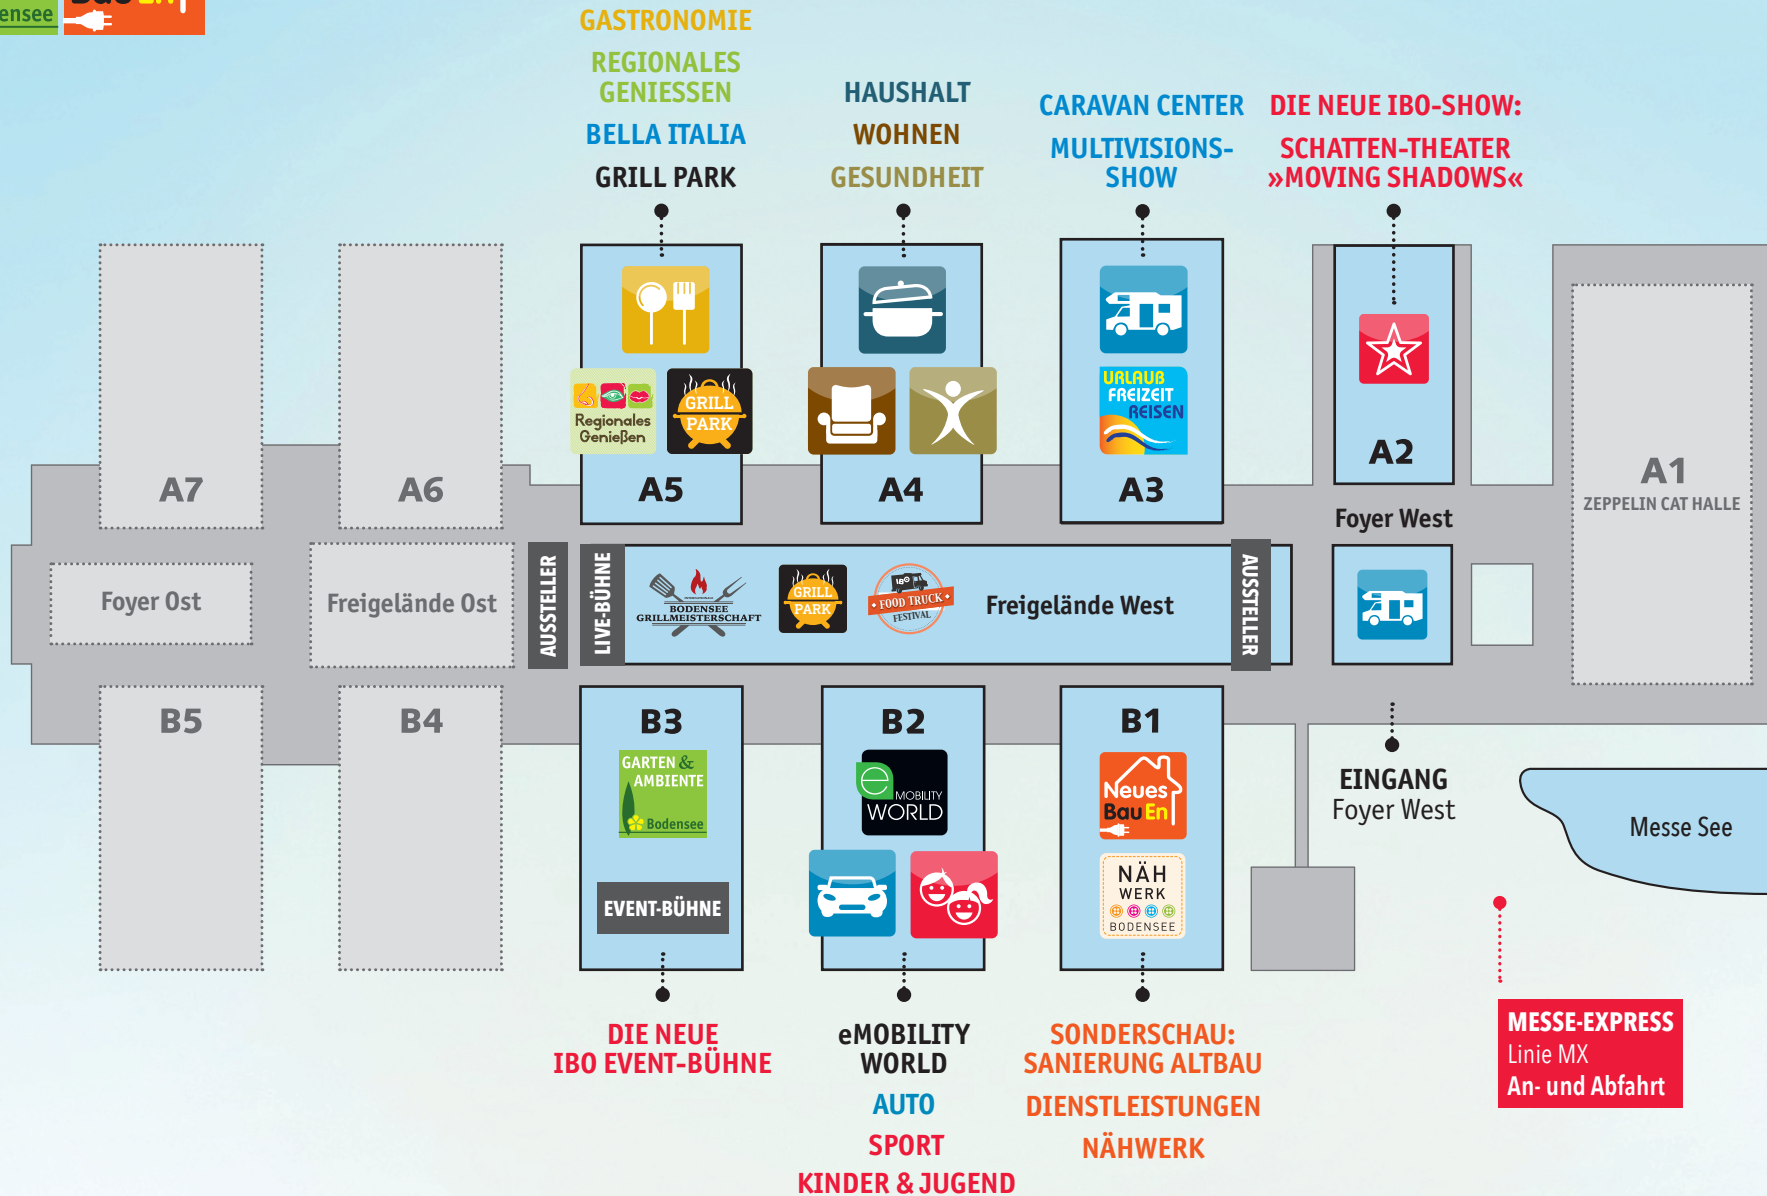 Bodensee
BauEn
GASTRONOMIE
REGIONALES
GENIESSEN
BELLA ITALIA
GRILL PARK
HAUSHALT
WOHNEN
GESUNDHEIT
CARAVAN CENTER
MULTIVISIONS-
SHOW
DIE NEUE IBO-SHOW:
SCHATTEN-THEATER
»MOVING SHADOWS«
Regionales
Genießen
GRILL
PARK
URLAUB
FREIZEIT
REISEN
A7
A6
A5
A4
A3
A2
A1
ZEPPELIN CAT HALLE
Foyer West
Foyer Ost
Freigelände Ost
AUSSTELLER
LIVE-BÜHNE
BODENSEE
GRILLMEISTERSCHAFT
GRILL
PARK
IBO
FOOD TRUCK
FESTIVAL
Freigelände West
AUSSTELLER
B5
B4
B3
B2
B1
GARTEN &
AMBIENTE
Bodensee
EVENT-BÜHNE
e
MOBILITY
WORLD
Neues
BauEn
NÄH
WERK
BODENSEE
EINGANG
Foyer West
Messe See
DIE NEUE
IBO EVENT-BÜHNE
eMOBILITY
WORLD
AUTO
SPORT
KINDER & JUGEND
SONDERSCHAU:
SANIERUNG ALTBAU
DIENSTLEISTUNGEN
NÄHWERK
MESSE-EXPRESS
Linie MX
An- und Abfahrt